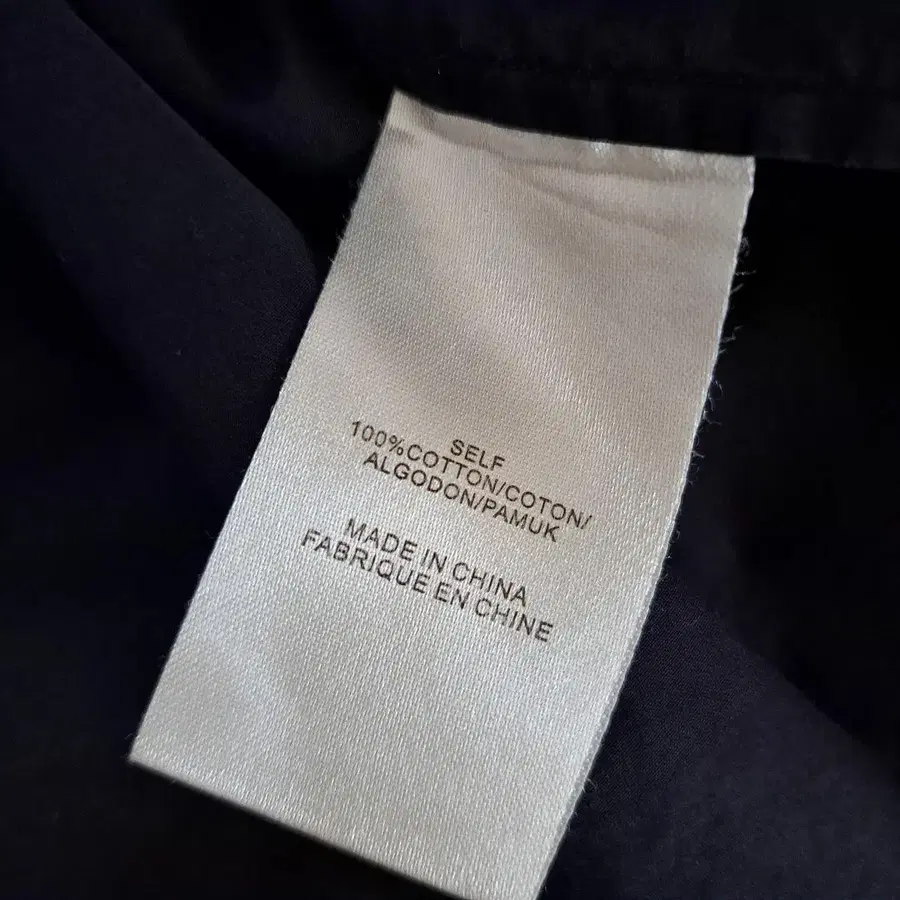 SELF
100%COTTON/COTON/
ALGODON/PAMUK
MADE IN CHINA
FABRIQUE EN CHINE